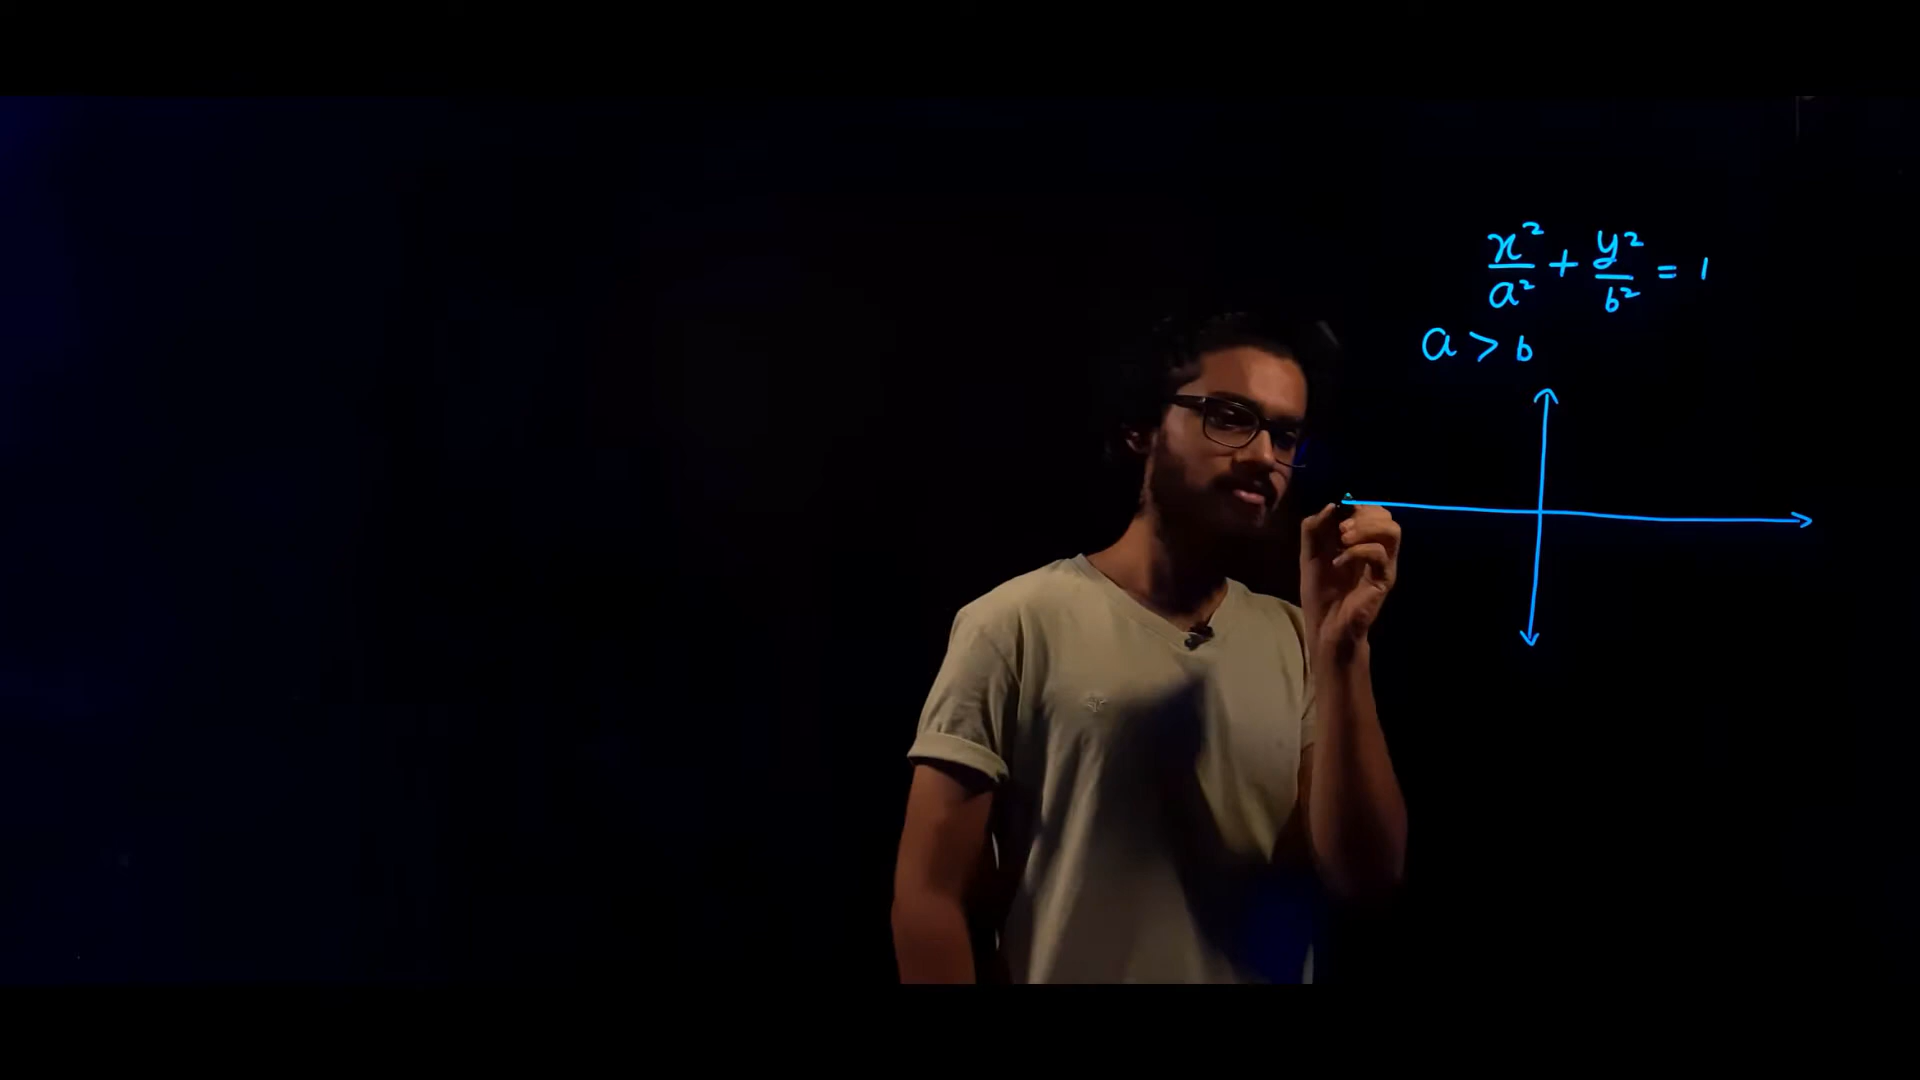 x²/a² + y²/b² = 1
a > b